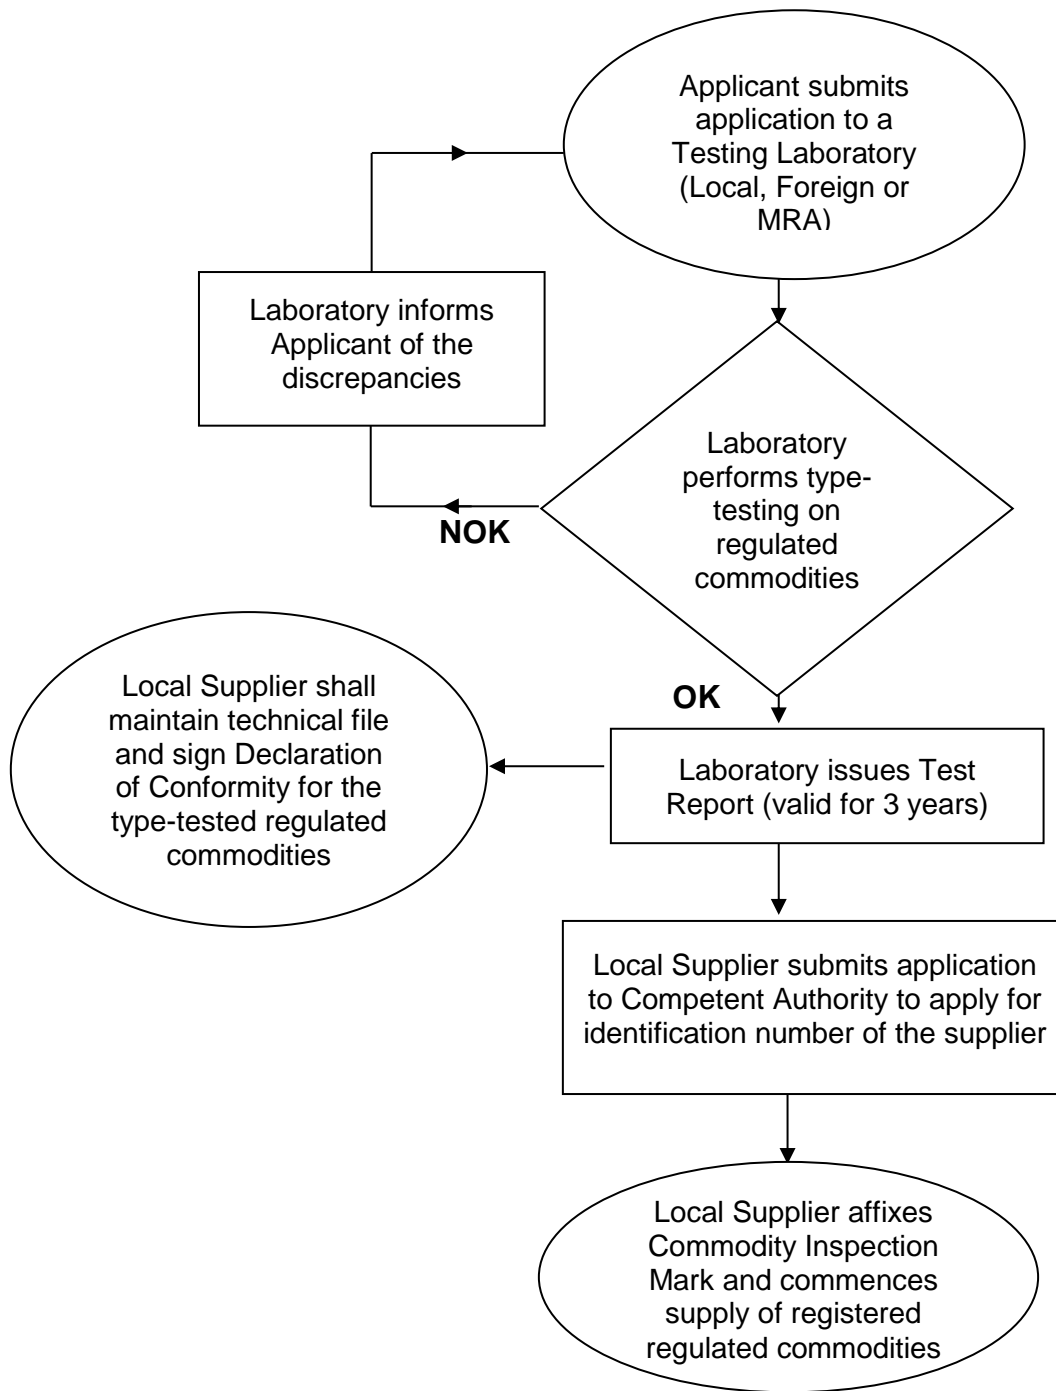 Applicant submits
application to a
Testing Laboratory
(Local, Foreign or
MRA)
Laboratory informs
Applicant of the
discrepancies
Laboratory
performs type-
testing on
regulated
commodities
NOK
OK
Local Supplier shall
maintain technical file
and sign Declaration
of Conformity for the
type-tested regulated
commodities
Laboratory issues Test
Report (valid for 3 years)
Local Supplier submits application
to Competent Authority to apply for
identification number of the supplier
Local Supplier affixes
Commodity Inspection
Mark and commences
supply of registered
regulated commodities